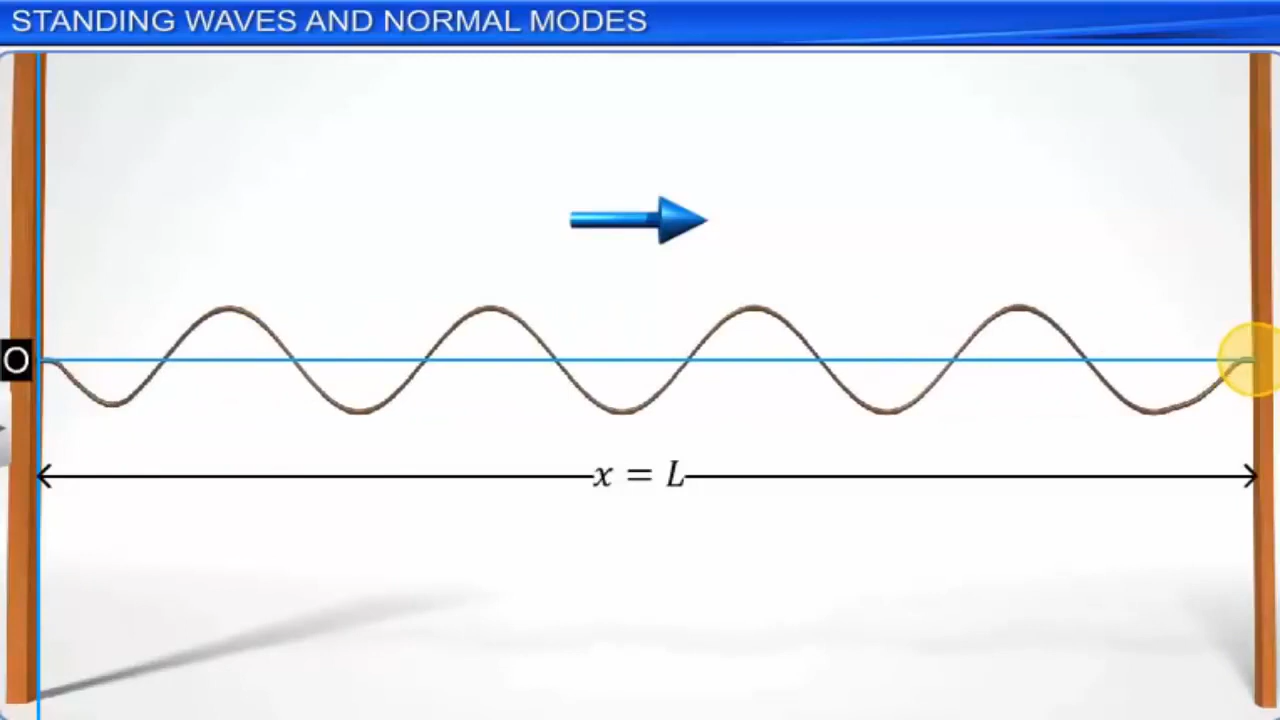 STANDING WAVES AND NORMAL MODES
O
x = L